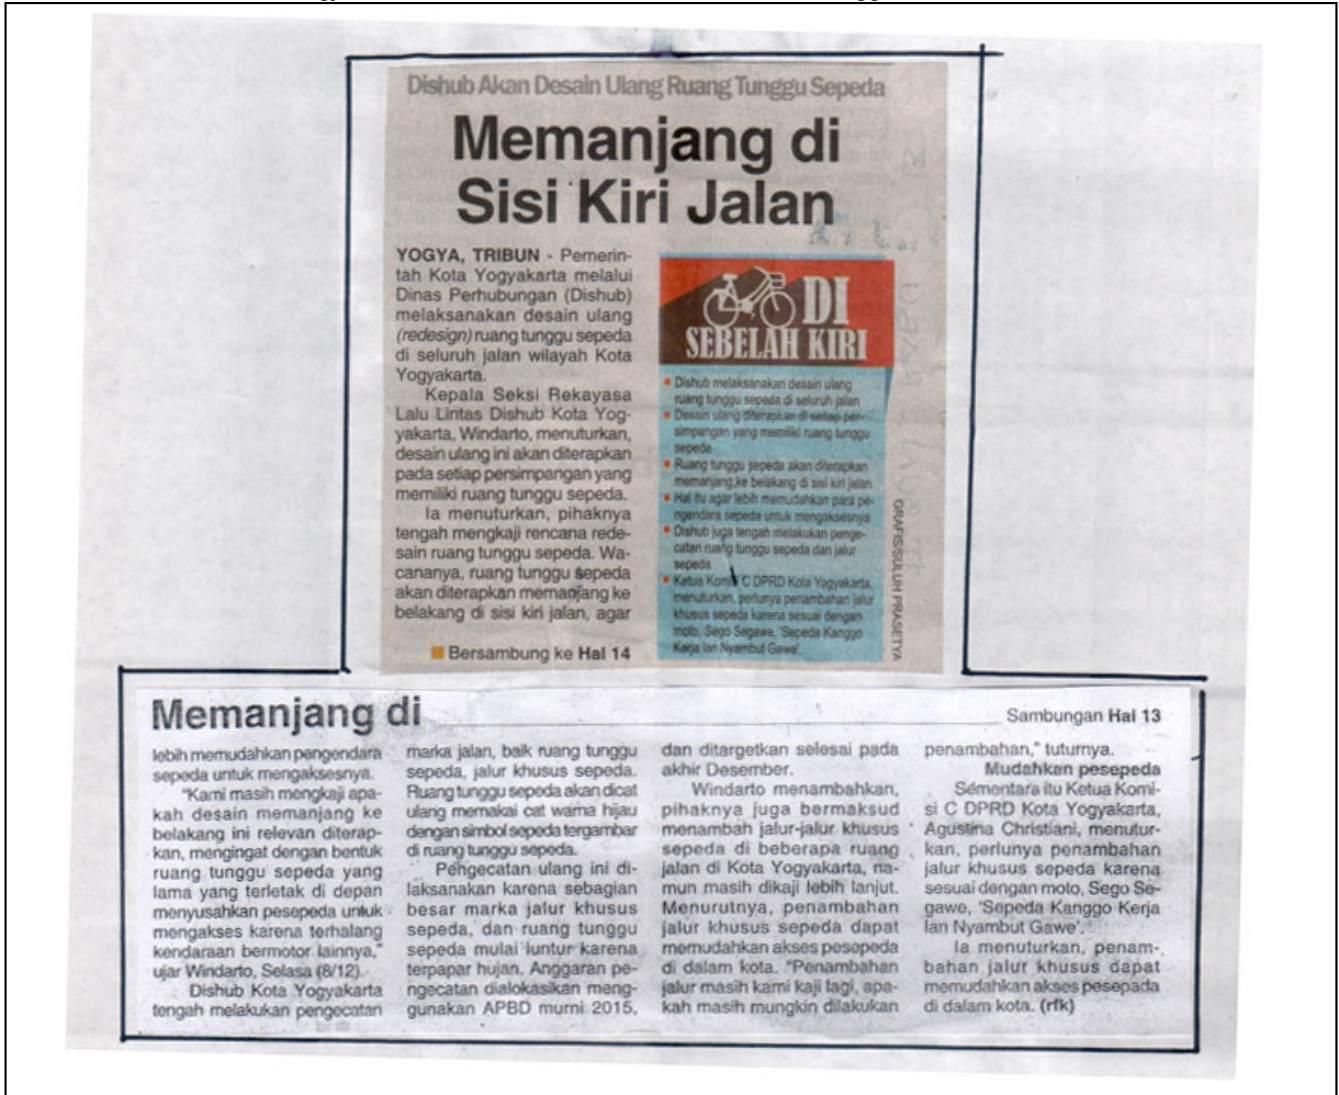 Dishub Akan Desain Ulang Ruang Tunggu Sepeda
Memanjang di
Sisi Kiri Jalan
YOGYA, TRIBUN - Pemerin-
tah Kota Yogyakarta melalui
Dinas Perhubungan (Dishub)
melaksanakan desain ulang
(redesign) ruang tunggu sepeda
di seluruh jalan wilayah Kota
Yogyakarta.
Kepala Seksi Rekayasa
Lalu Lintas Dishub Kota Yog-
yakarta, Windarto, menuturkan,
desain ulang ini akan diterapkan
pada setiap persimpangan yang
memiliki ruang tunggu sepeda.
Ia menuturkan, pihaknya
tengah mengkaji rencana rede-
sain ruang tunggu sepeda. Wa-
cananya, ruang tunggu sepeda
akan diterapkan memanjang ke
belakang di sisi kiri jalan, agar
Bersambung ke Hal 14
DI
SEBELAH KIRI
Dishub melaksanakan desain ulang
ruang tunggu sepeda di seluruh jalan
Desain ulang diterapkan di setiap per-
simpangan yang memiliki ruang tunggu
sepeda
Ruang tunggu sepeda akan diterapkan
memanjang ke belakang di sisi kiri jalan
Hal itu agar lebih memudahkan para pe-
ngendara sepeda untuk mengaksesnya
Dishub juga tengah melakukan penge-
catan ruang tunggu sepeda dan jalur
sepeda
Ketua Komisi C DPRD Kota Yogyakarta,
menuturkan, perlunya penambahan jalur
khusus sepeda karena sesuai dengan
moto, Sego Segawe, 'Sepeda Kanggo
Kerja lan Nyambut Gawe'.
GRAFIS/SULUH PRASETYA
Memanjang di
Sambungan Hal 13
lebih memudahkan pengendara
sepeda untuk mengaksesnya.
"Kami masih mengkaji apa-
kah desain memanjang ke
belakang ini relevan diterap-
kan, mengingat dengan bentuk
ruang tunggu sepeda yang
lama yang terletak di depan
menyusahkan pesepeda untuk
mengakses karena terhalang
kendaraan bermotor lainnya,"
ujar Windarto, Selasa (8/12).
Dishub Kota Yogyakarta
tengah melakukan pengecatan
marka jalan, baik ruang tunggu
sepeda, jalur khusus sepeda.
Ruang tunggu sepeda akan dicat
ulang memakai cat warna hijau
dengan simbol sepeda tergambar
di ruang tunggu sepeda.
Pengecatan ulang ini di-
laksanakan karena sebagian
besar marka jalur khusus
sepeda, dan ruang tunggu
sepeda mulai luntur karena
terpapar hujan. Anggaran pe-
ngecatan dialokasikan meng-
gunakan APBD murni 2015,
dan ditargetkan selesai pada
akhir Desember.
Windarto menambahkan,
pihaknya juga bermaksud
menambah jalur-jalur khusus
sepeda di beberapa ruang
jalan di Kota Yogyakarta, na-
mun masih dikaji lebih lanjut.
Menurutnya, penambahan
jalur khusus sepeda dapat
memudahkan akses pesepeda
di dalam kota. "Penambahan
jalur masih kami kaji lagi, apa-
kah masih mungkin dilakukan
penambahan," tuturnya.
Mudahkan pesepeda
Sementara itu Ketua Komi-
si C DPRD Kota Yogyakarta,
Agustina Christiani, menutur-
kan, perlunya penambahan
jalur khusus sepeda karena
sesuai dengan moto, Sego Se-
gawe, 'Sepeda Kanggo Kerja
lan Nyambut Gawe'.
Ia menuturkan, penam-
bahan jalur khusus dapat
memudahkan akses pesepada
di dalam kota. (rfk)